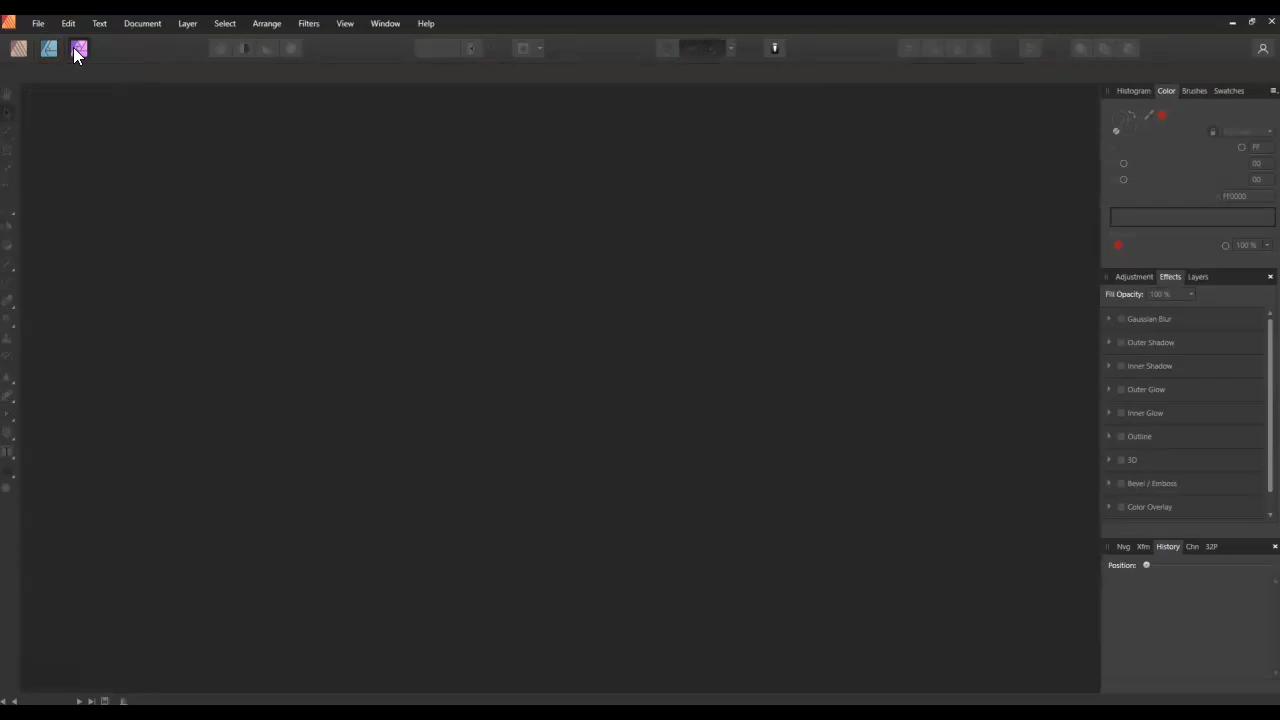 File Edit Text Document Layer Select Arrange Filters View Window Help
Histogram Color Brushes Swatches
FF
00
00
FF0000
100 %
Adjustment Effects Layers
Fill Opacity: 100 %
Gaussian Blur
Outer Shadow
Inner Shadow
Outer Glow
Inner Glow
Outline
3D
Bevel / Emboss
Color Overlay
Nvg Xfm History Chn 32P
Position: